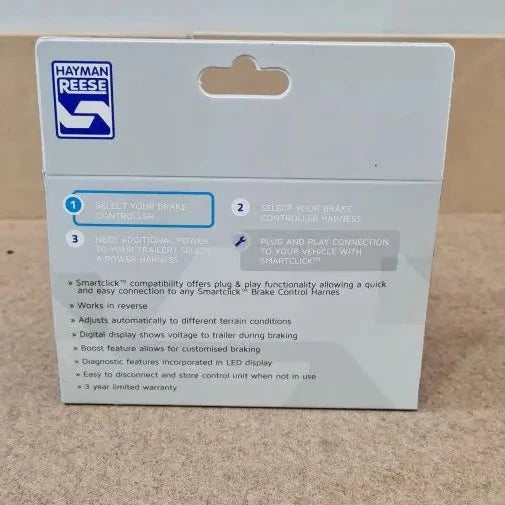 HAYMAN
REESE
1 SELECT YOUR BRAKE
CONTROLLER
2 SELECT YOUR BRAKE
CONTROLLER HARNESS
3 NEED ADDITIONAL POWER
TO YOUR TRAILER? SELECT
A POWER HARNESS
PLUG AND PLAY CONNECTION
TO YOUR VEHICLE WITH
SMARTCLICK™
» Smartclick™ compatibility offers plug & play functionality allowing a quick
and easy connection to any Smartclick™ Brake Control Harnes
» Works in reverse
» Adjusts automatically to different terrain conditions
» Digital display shows voltage to trailer during braking
» Boost feature allows for customised braking
» Diagnostic features incorporated in LED display
» Easy to disconnect and store control unit when not in use
» 3 year limited warranty